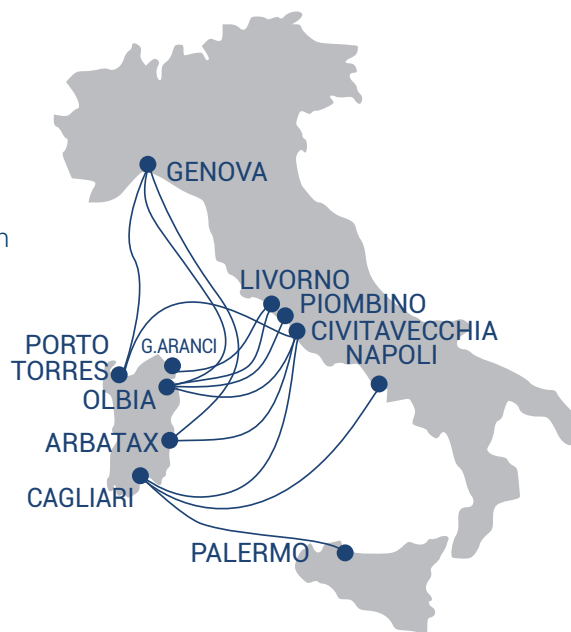 GENOVA
n
LIVORNO
PIOMBINO
CIVITAVECCHIA
NAPOLI
PORTO
TORRES
G.ARANCI
OLBIA
ARBATAX
CAGLIARI
PALERMO